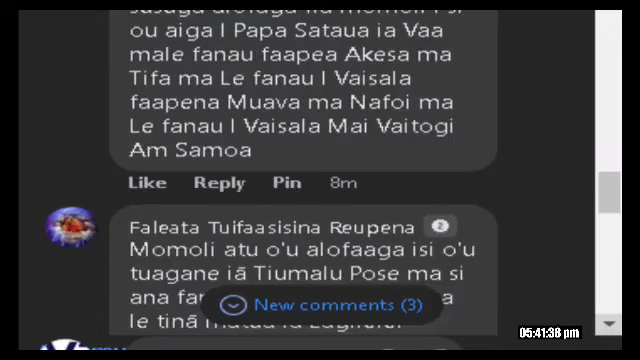 ou aiga I Papa Sataua ia Vaa
male fanau faapea Akesa ma
Tifa ma Le fanau I Vaisala
faapena Muava ma Nafoi ma
Le fanau I Vaisala Mai Vaitogi
Am Samoa
Like Reply Pin 8m
Faleata Tuifaasisina Reupena 2
Momoli atu o'u alofaaga isi o'u
tuagane iā Tiumalu Pose ma si
ana
New comments (3)
le tinā
05:41:38 pm